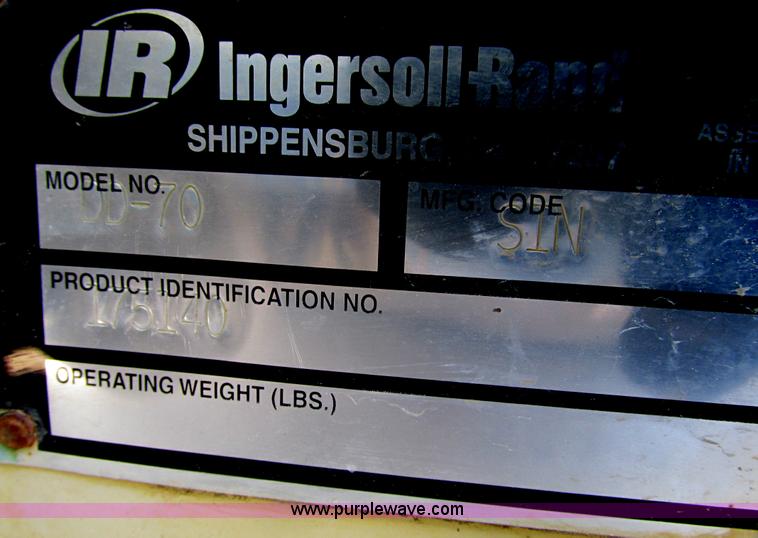 IR Ingersoll-Rand
SHIPPENSBURG,
IN
MODEL NO.
DD-70
MFG. CODE
SIN
PRODUCT IDENTIFICATION NO.
175140
OPERATING WEIGHT (LBS.)
www.purplewave.com